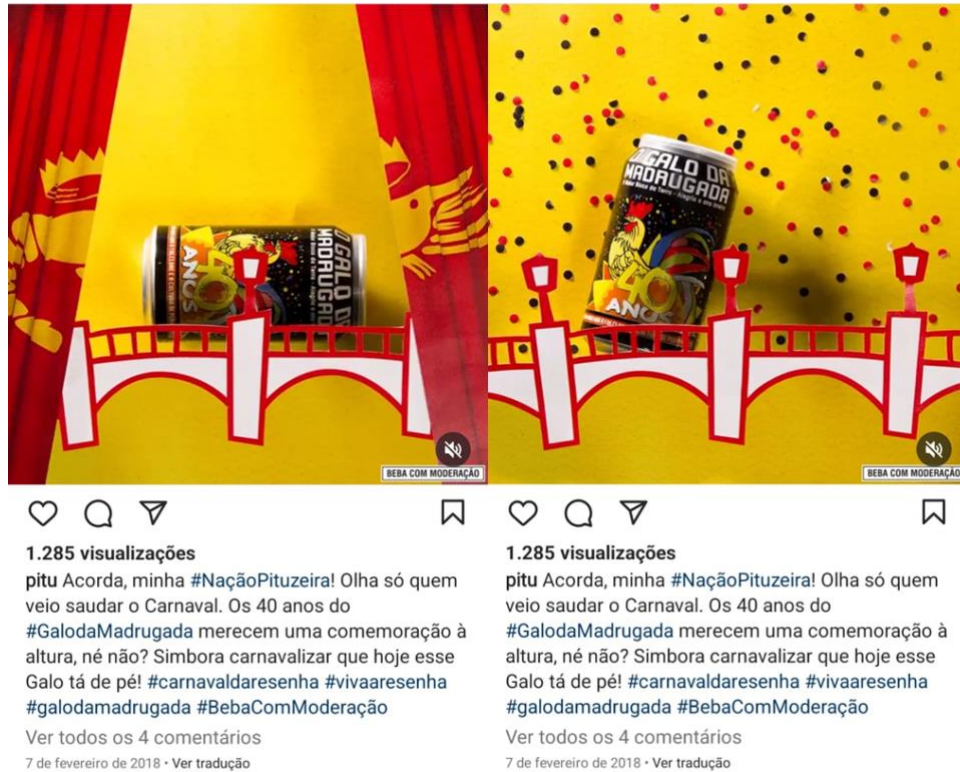 O GALO DA
MADRUGADA
40
ANOS
BEBA COM MODERAÇÃO
1.285 visualizações
pitu Acorda, minha #NaçãoPituzeira! Olha só quem
veio saudar o Carnaval. Os 40 anos do
#GalodaMadrugada merecem uma comemoração à
altura, né não? Simbora carnavalizar que hoje esse
Galo tá de pé! #carnavaldaresenha #vivaaresenha
#galodamadrugada #BebaComModeração
Ver todos os 4 comentários
7 de fevereiro de 2018 • Ver tradução
O GALO DA
MADRUGADA
40
ANOS
BEBA COM MODERAÇÃO
1.285 visualizações
pitu Acorda, minha #NaçãoPituzeira! Olha só quem
veio saudar o Carnaval. Os 40 anos do
#GalodaMadrugada merecem uma comemoração à
altura, né não? Simbora carnavalizar que hoje esse
Galo tá de pé! #carnavaldaresenha #vivaaresenha
#galodamadrugada #BebaComModeração
Ver todos os 4 comentários
7 de fevereiro de 2018 • Ver tradução